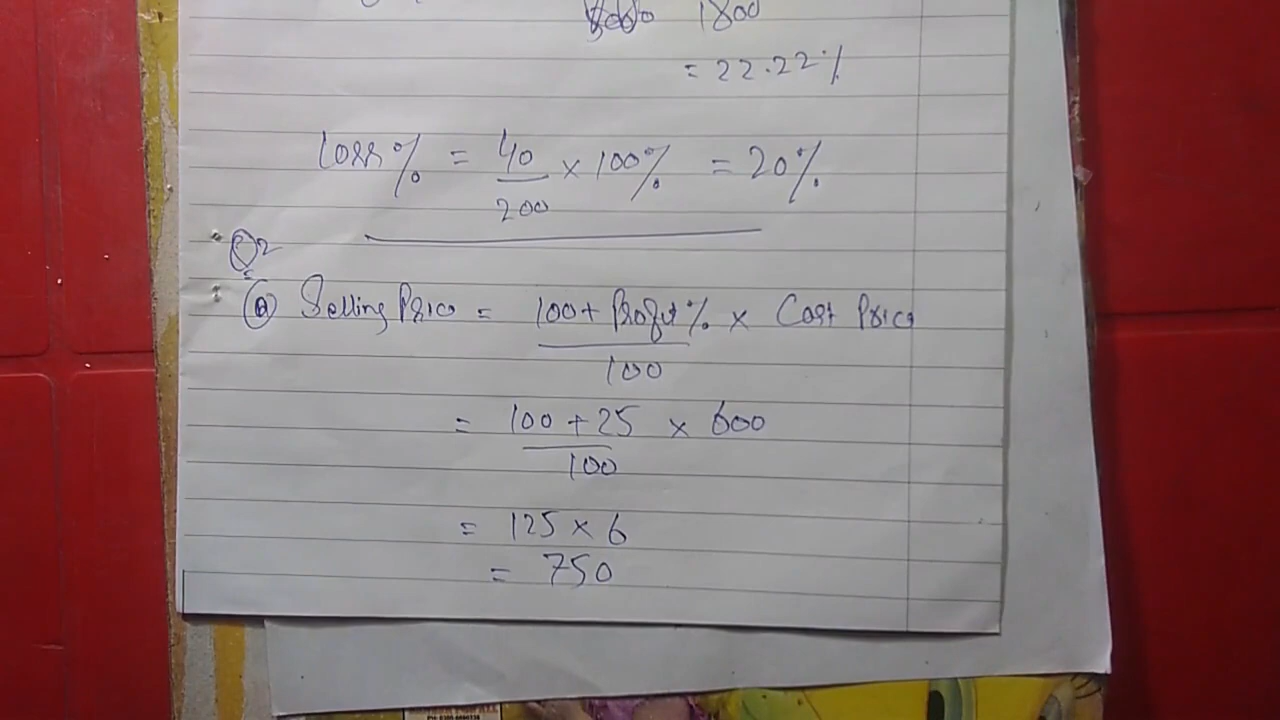 1800
= 22.22%
Loss% = 40 × 100% = 20%
200
Q2
(a) Selling Price = 100 + Profit% × Cost Price
100
= 100 + 25 × 600
100
= 125 × 6
= 750